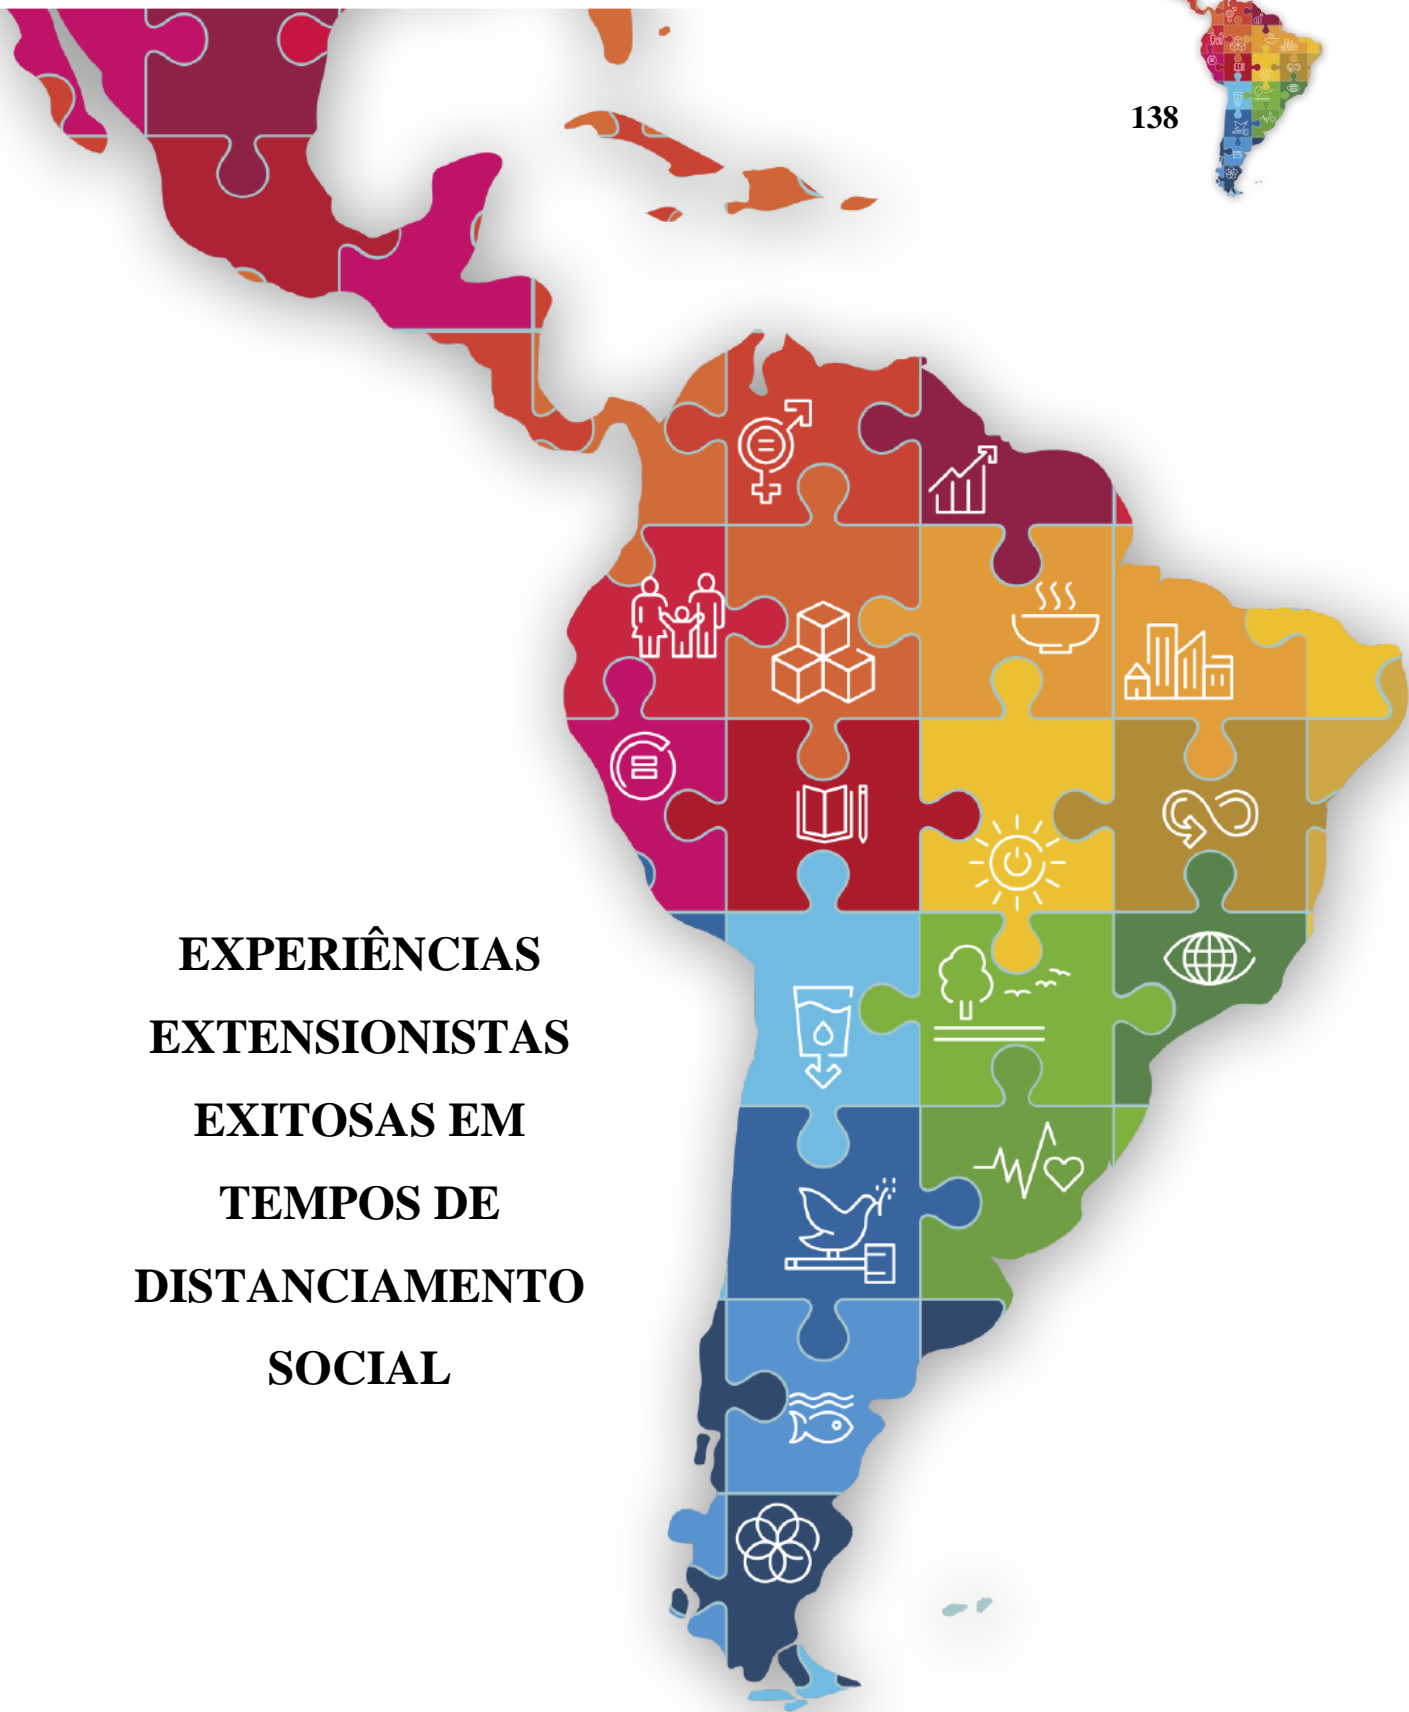 138
EXPERIÊNCIAS
EXTENSIONISTAS
EXITOSAS EM
TEMPOS DE
DISTANCIAMENTO
SOCIAL